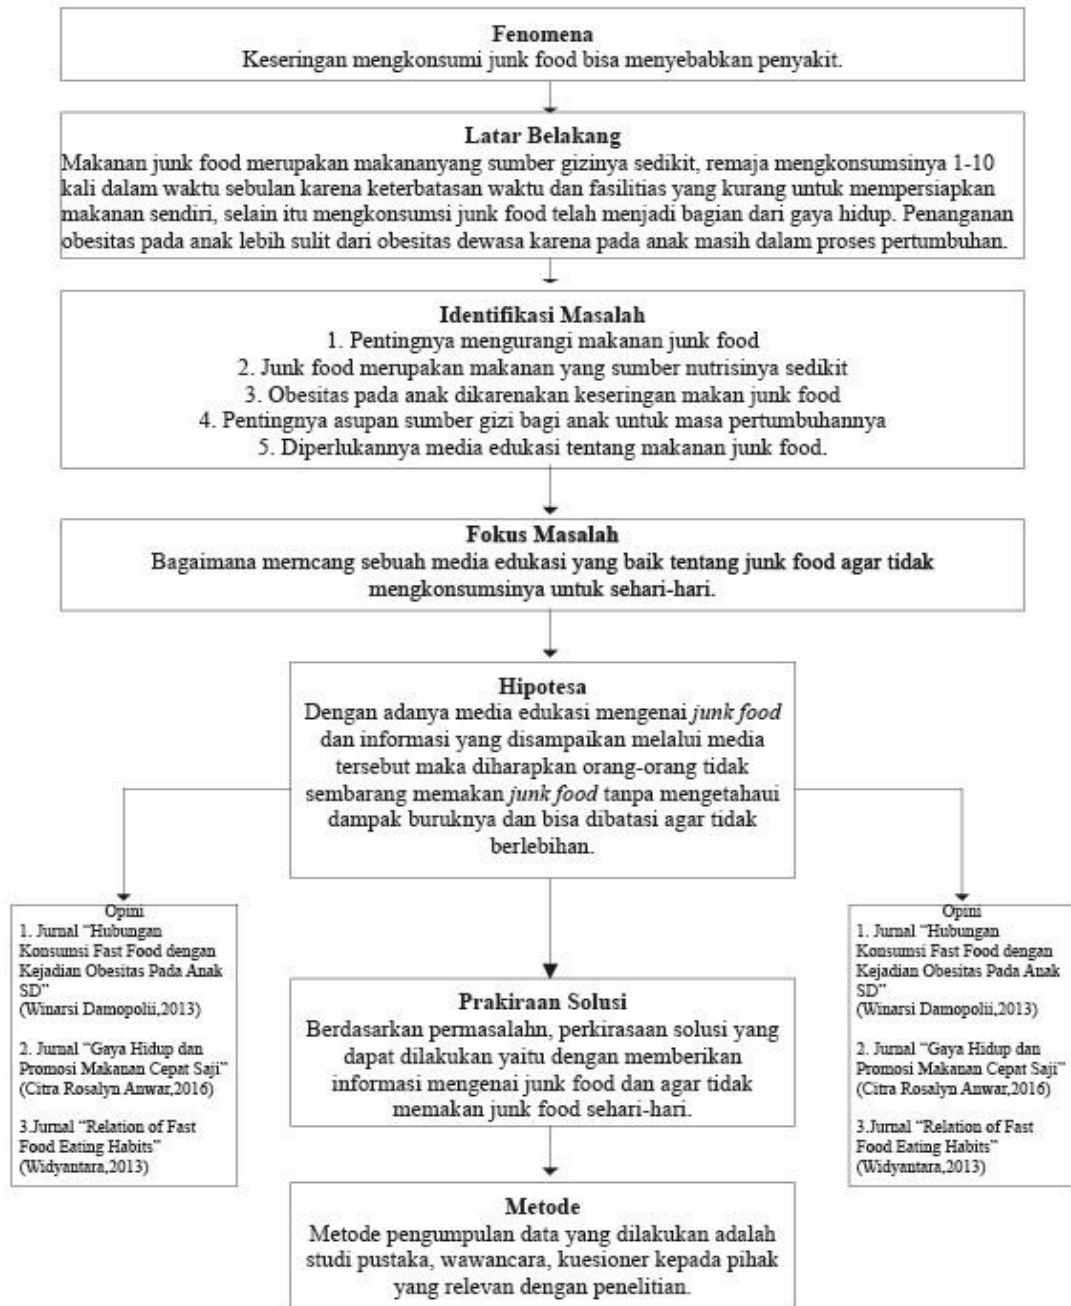 Fenomena
Keseringan mengkonsumi junk food bisa menyebabkan penyakit.
Latar Belakang
Makanan junk food merupakan makananyang sumber gizinya sedikit, remaja mengkonsumsinya 1-10
kali dalam waktu sebulan karena keterbatasan waktu dan fasilitias yang kurang untuk mempersiapkan
makanan sendiri, selain itu mengkonsumsi junk food telah menjadi bagian dari gaya hidup. Penanganan
obesitas pada anak lebih sulit dari obesitas dewasa karena pada anak masih dalam proses pertumbuhan.
Identifikasi Masalah
1. Pentingnya mengurangi makanan junk food
2. Junk food merupakan makanan yang sumber nutrisinya sedikit
3. Obesitas pada anak dikarenakan keseringan makan junk food
4. Pentingnya asupan sumber gizi bagi anak untuk masa pertumbuhannya
5. Diperlukannya media edukasi tentang makanan junk food.
Fokus Masalah
Bagaimana merncang sebuah media edukasi yang baik tentang junk food agar tidak
mengkonsumsinya untuk sehari-hari.
Hipotesa
Dengan adanya media edukasi mengenai junk food
dan informasi yang disampaikan melalui media
tersebut maka diharapkan orang-orang tidak
sembarang memakan junk food tanpa mengetahaui
dampak buruknya dan bisa dibatasi agar tidak
berlebihan.
Opini
1. Jurnal “Hubungan
Konsumsi Fast Food dengan
Kejadian Obesitas Pada Anak
SD”
(Winarsi Damopolii,2013)
2. Jurnal “Gaya Hidup dan
Promosi Makanan Cepat Saji”
(Citra Rosalyn Anwar,2016)
3.Jurnal “Relation of Fast
Food Eating Habits”
(Widyantara,2013)
Opini
1. Jurnal “Hubungan
Konsumsi Fast Food dengan
Kejadian Obesitas Pada Anak
SD”
(Winarsi Damopolii,2013)
2. Jurnal “Gaya Hidup dan
Promosi Makanan Cepat Saji”
(Citra Rosalyn Anwar,2016)
3.Jurnal “Relation of Fast
Food Eating Habits”
(Widyantara,2013)
Prakiraan Solusi
Berdasarkan permasalahn, perkirasaan solusi yang
dapat dilakukan yaitu dengan memberikan
informasi mengenai junk food dan agar tidak
memakan junk food sehari-hari.
Metode
Metode pengumpulan data yang dilakukan adalah
studi pustaka, wawancara, kuesioner kepada pihak
yang relevan dengan penelitian.